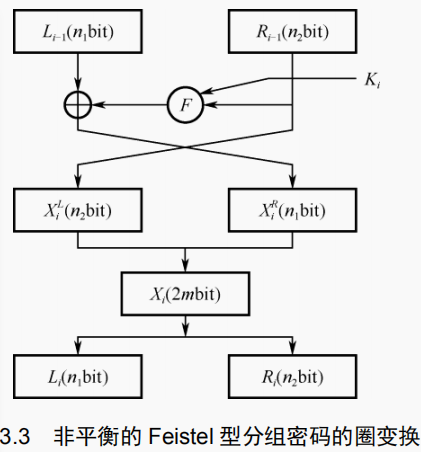 L_{i-1}(n_1bit) R_{i-1}(n_2bit)
F K_i
X_i^L(n_2bit) X_i^R(n_1bit)
X_i(2mbit)
L_i(n_1bit) R_i(n_2bit)
3.3 非平衡的 Feistel 型分组密码的圈变换